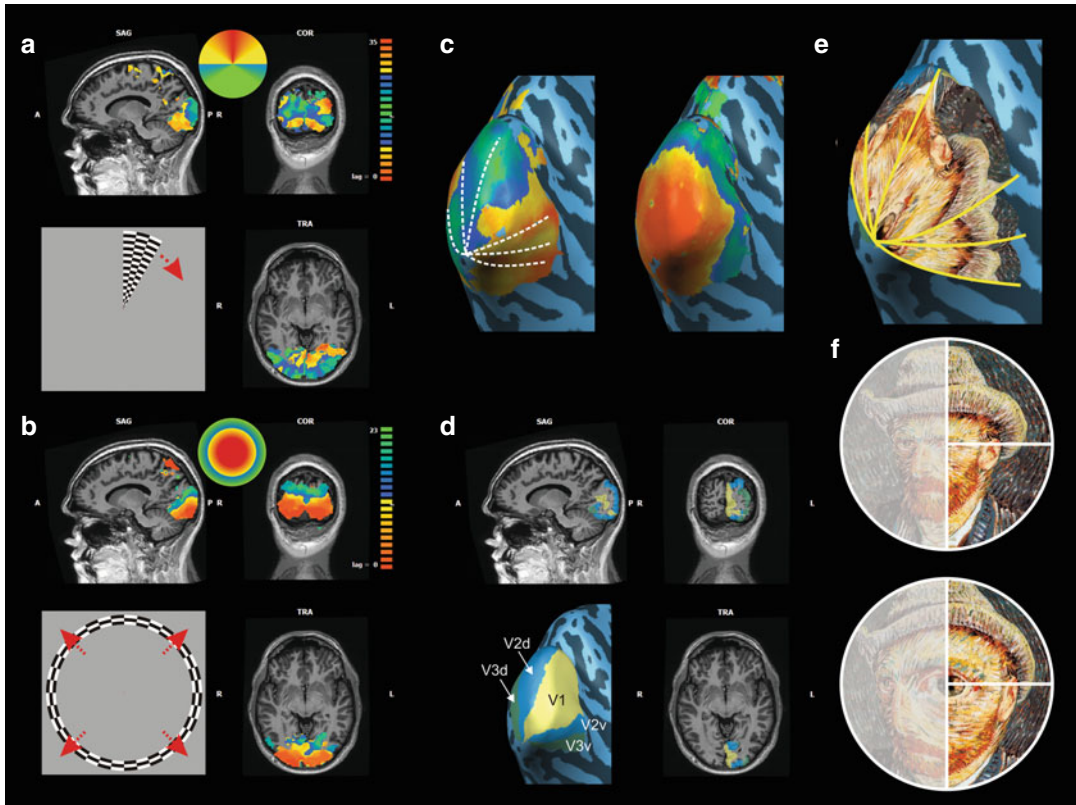 a
SAG
COR
35
A
P R
L
lag = 0
TRA
R
L
b
SAG
COR
23
A
P R
L
lag = 0
TRA
R
L
c
d
SAG
COR
A
P R
L
TRA
R
L
V2d
V3d
V1
V2v
V3v
e
f